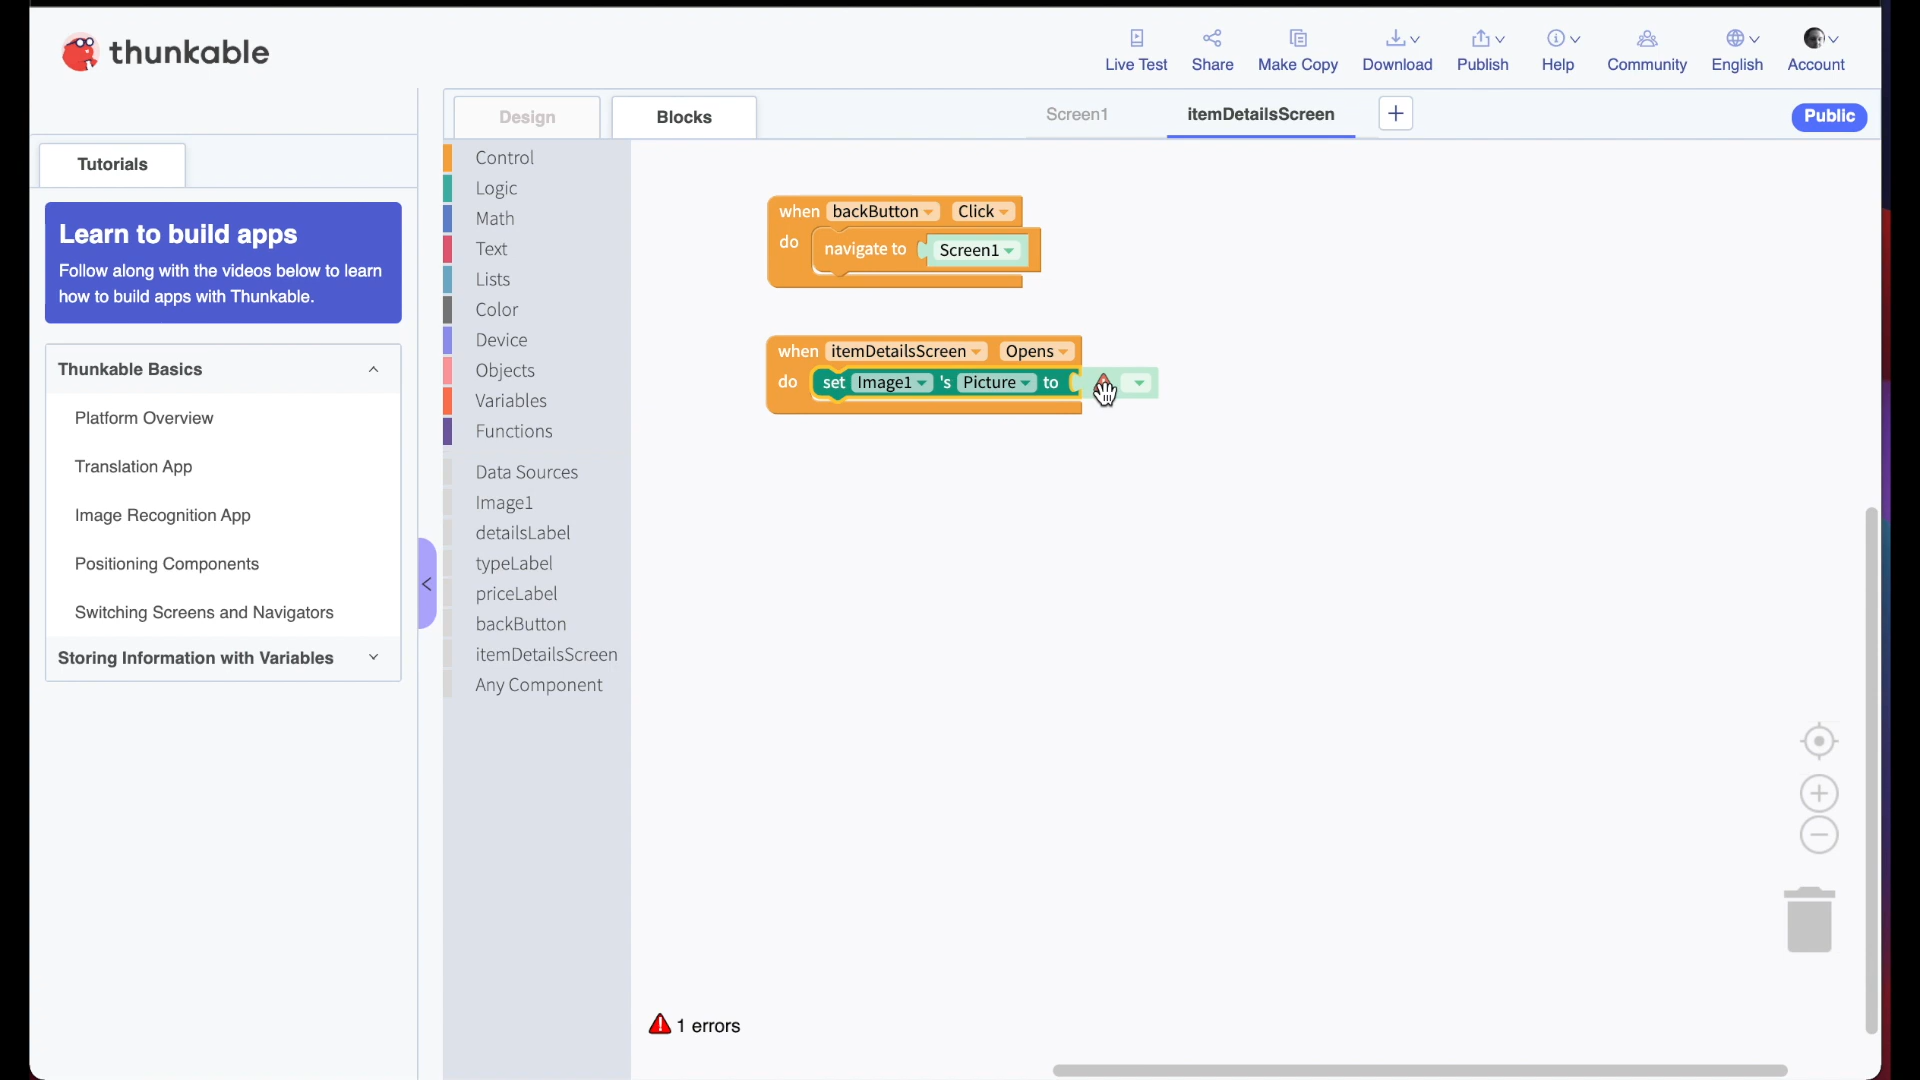 thunkable
Live Test
Share
Make Copy
Download
Publish
Help
Community
English
Account
Design
Blocks
Screen1
itemDetailsScreen
+
Public
Tutorials
Learn to build apps
Follow along with the videos below to learn
how to build apps with Thunkable.
Thunkable Basics
Platform Overview
Translation App
Image Recognition App
Positioning Components
Switching Screens and Navigators
Storing Information with Variables
Control
Logic
Math
Text
Lists
Color
Device
Objects
Variables
Functions
Data Sources
Image1
detailsLabel
typeLabel
priceLabel
backButton
itemDetailsScreen
Any Component
when backButton Click
do navigate to Screen1
when itemDetailsScreen Opens
do set Image1 's Picture to
1 errors